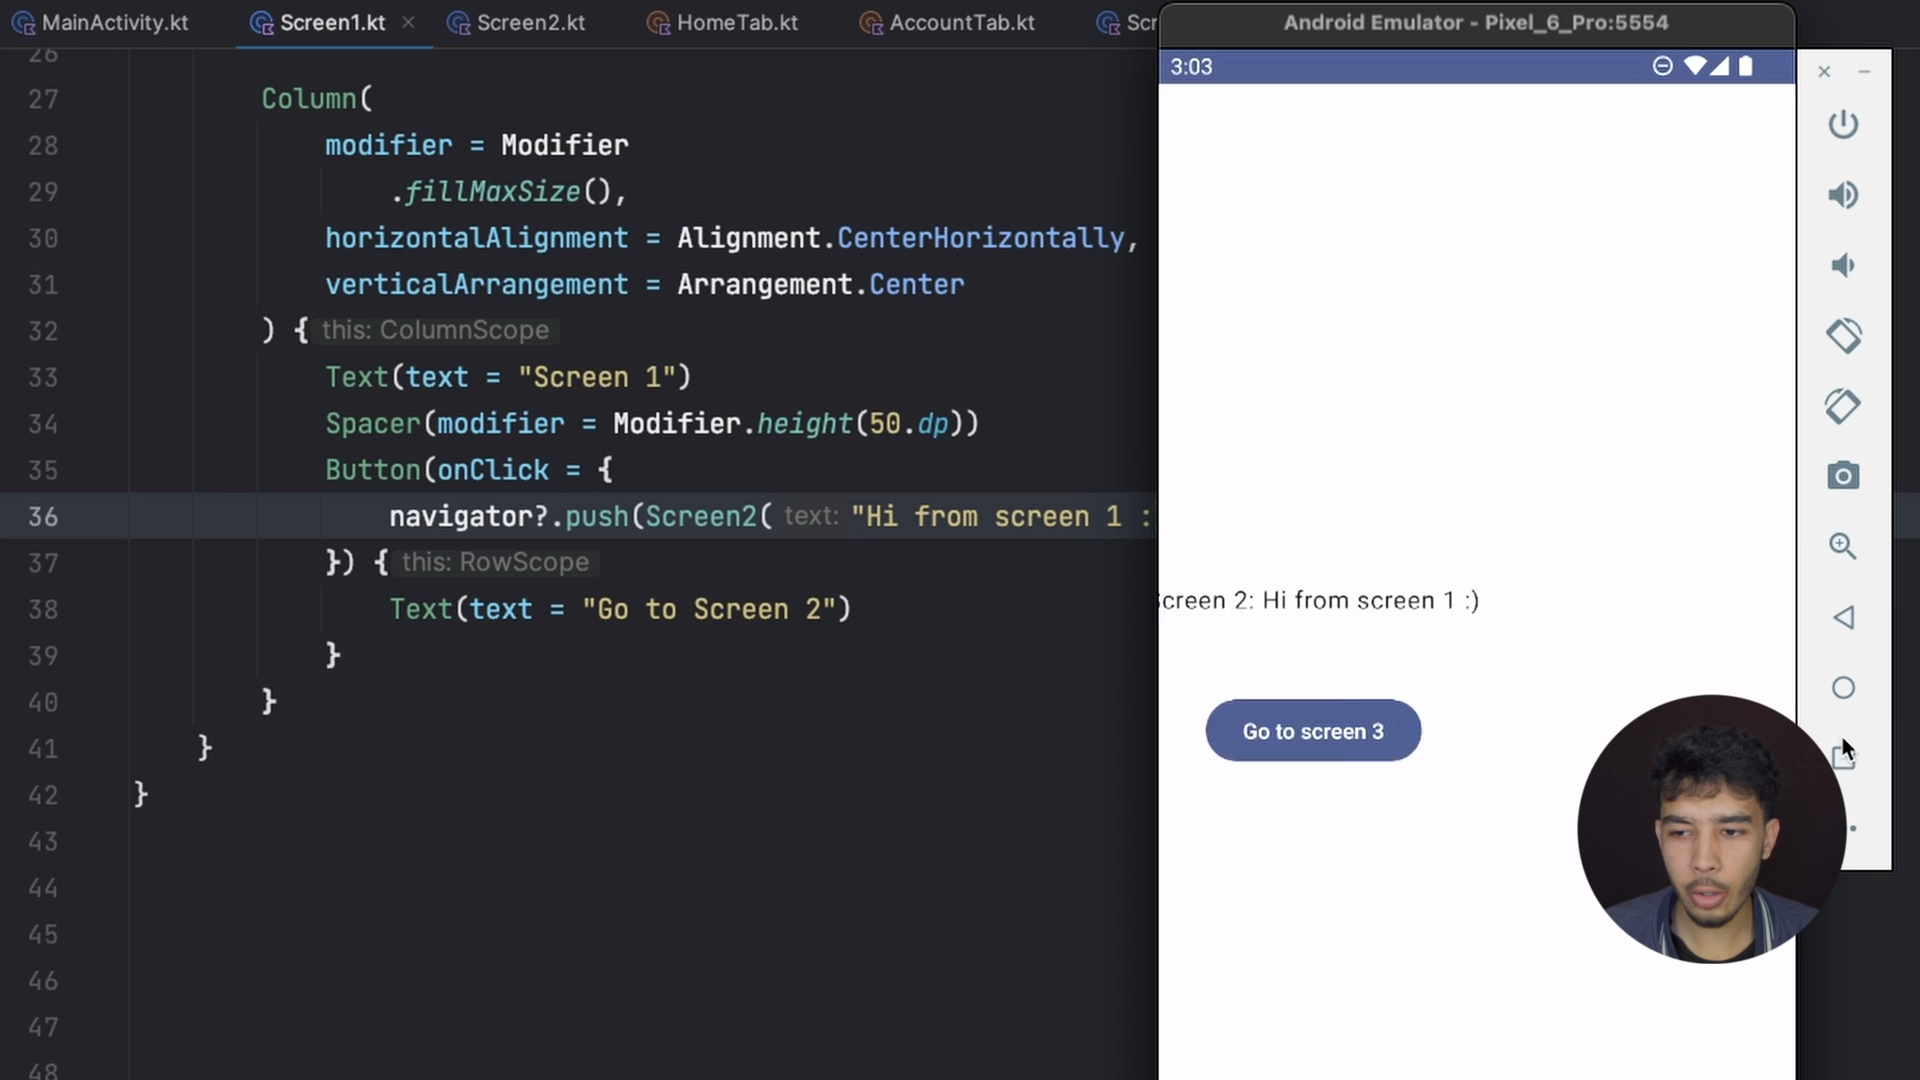 MainActivity.kt
Screen1.kt
Screen2.kt
HomeTab.kt
AccountTab.kt
Android Emulator - Pixel_6_Pro:5554
3:03
26
27 Column(
28 modifier = Modifier
29 .fillMaxSize(),
30 horizontalAlignment = Alignment.CenterHorizontally,
31 verticalArrangement = Arrangement.Center
32 ) { this: ColumnScope
33 Text(text = "Screen 1")
34 Spacer(modifier = Modifier.height(50.dp))
35 Button(onClick = {
36 navigator?.push(Screen2( text: "Hi from screen 1 :
37 }) { this: RowScope
38 Text(text = "Go to Screen 2")
39 }
40 }
41 }
42 }
43
44
45
46
47
48
Screen 2: Hi from screen 1 :)
Go to screen 3